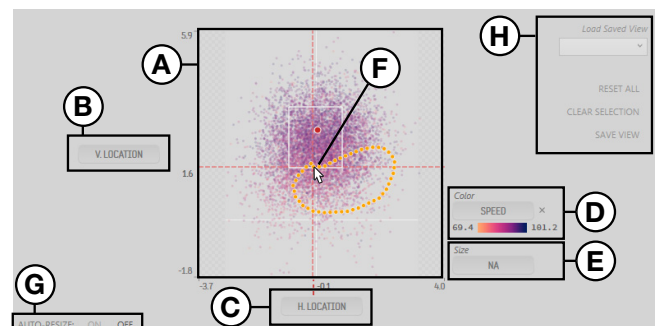 5.9
A
F
H
Load Saved View
RESET ALL
CLEAR SELECTION
SAVE VIEW
B
V. LOCATION
1.6
Color
SPEED ×
69.4 101.2
D
Size
NA
E
-1.8
-3.7 -0.1 4.0
G
C
H. LOCATION
AUTO-RESIZE: ON OFF